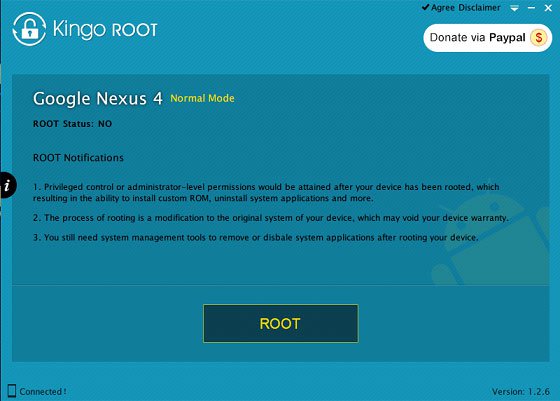 Agree Disclaimer
Kingo ROOT
Donate via Paypal $
Google Nexus 4 Normal Mode
ROOT Status: NO
ROOT Notifications
i
1. Privileged control or administrator-level permissions would be attained after your device has been rooted, which
resulting in the ability to install custom ROM, uninstall system applications and more.
2. The process of rooting is a modification to the original system of your device, which may void your device warranty.
3. You still need system management tools to remove or disbale system applications after rooting your device.
ROOT
Connected!
Version: 1.2.6